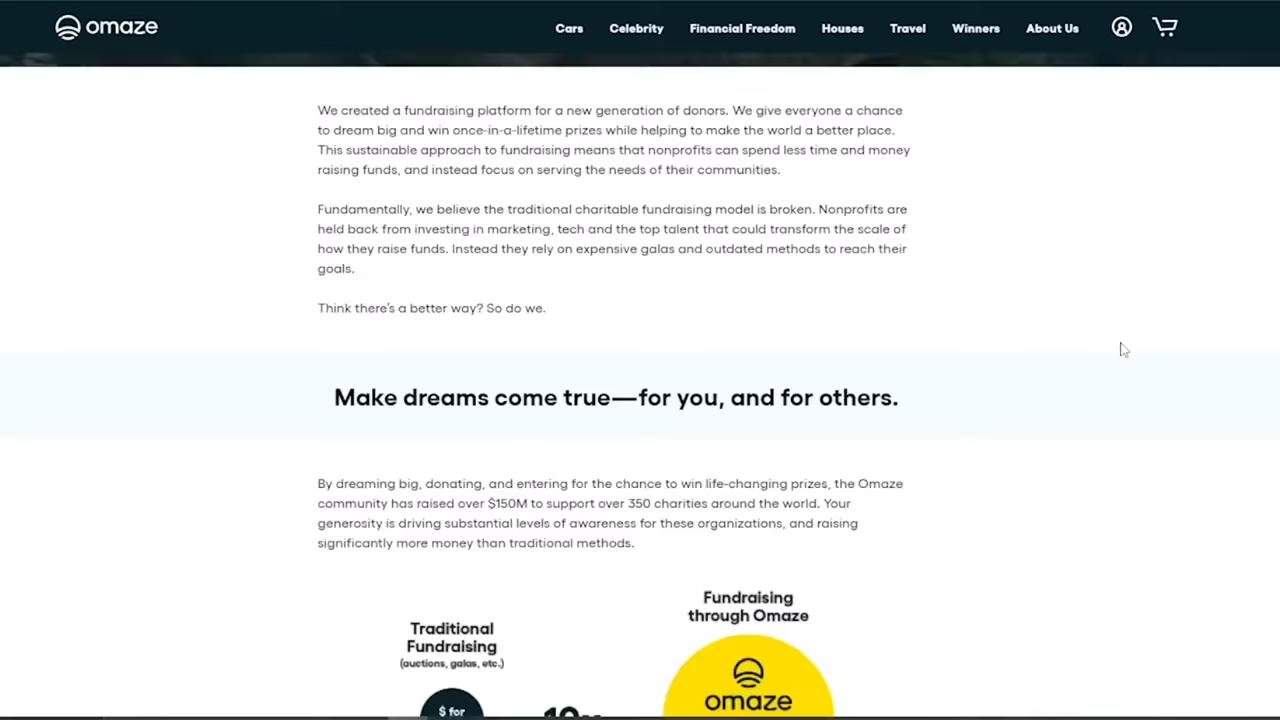 omaze
Cars Celebrity Financial Freedom Houses Travel Winners About Us
We created a fundraising platform for a new generation of donors. We give everyone a chance
to dream big and win once-in-a-lifetime prizes while helping to make the world a better place.
This sustainable approach to fundraising means that nonprofits can spend less time and money
raising funds, and instead focus on serving the needs of their communities.
Fundamentally, we believe the traditional charitable fundraising model is broken. Nonprofits are
held back from investing in marketing, tech and the top talent that could transform the scale of
how they raise funds. Instead they rely on expensive galas and outdated methods to reach their
goals.
Think there's a better way? So do we.
Make dreams come true—for you, and for others.
By dreaming big, donating, and entering for the chance to win life-changing prizes, the Omaze
community has raised over $150M to support over 350 charities around the world. Your
generosity is driving substantial levels of awareness for these organizations, and raising
significantly more money than traditional methods.
Traditional
Fundraising
(auctions, galas, etc.)
$ for
Fundraising
through Omaze
omaze